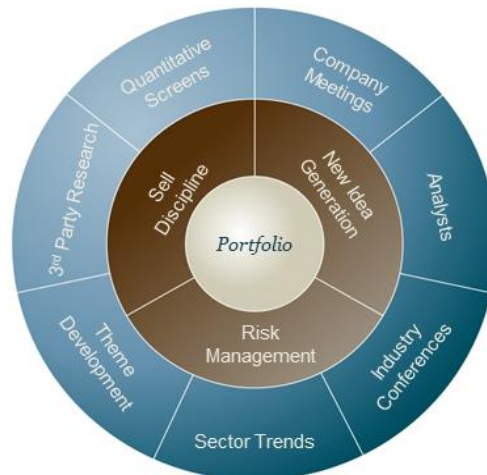 Quantitative
Screens
Company
Meetings
Analysts
Industry
Conferences
Sector Trends
Theme
Development
3rd Party Research
Sell
Discipline
New Idea
Generation
Risk
Management
Portfolio